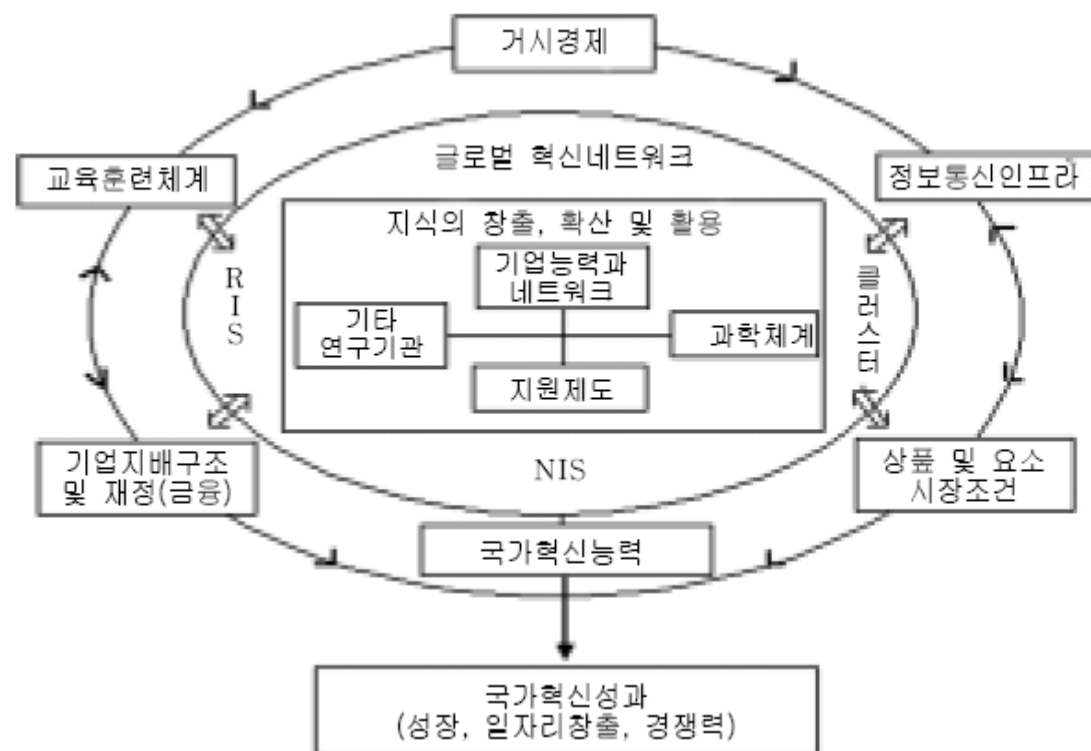 거시경제
글로벌 혁신네트워크
교육훈련체계
정보통신인프라
지식의 창출, 확산 및 활용
기업능력과
네트워크
RIS
클러스터
기타
연구기관
과학체계
지원제도
기업지배구조
및 재정(금융)
상품 및 요소
시장조건
NIS
국가혁신능력
국가혁신성과
(성장, 일자리창출, 경쟁력)